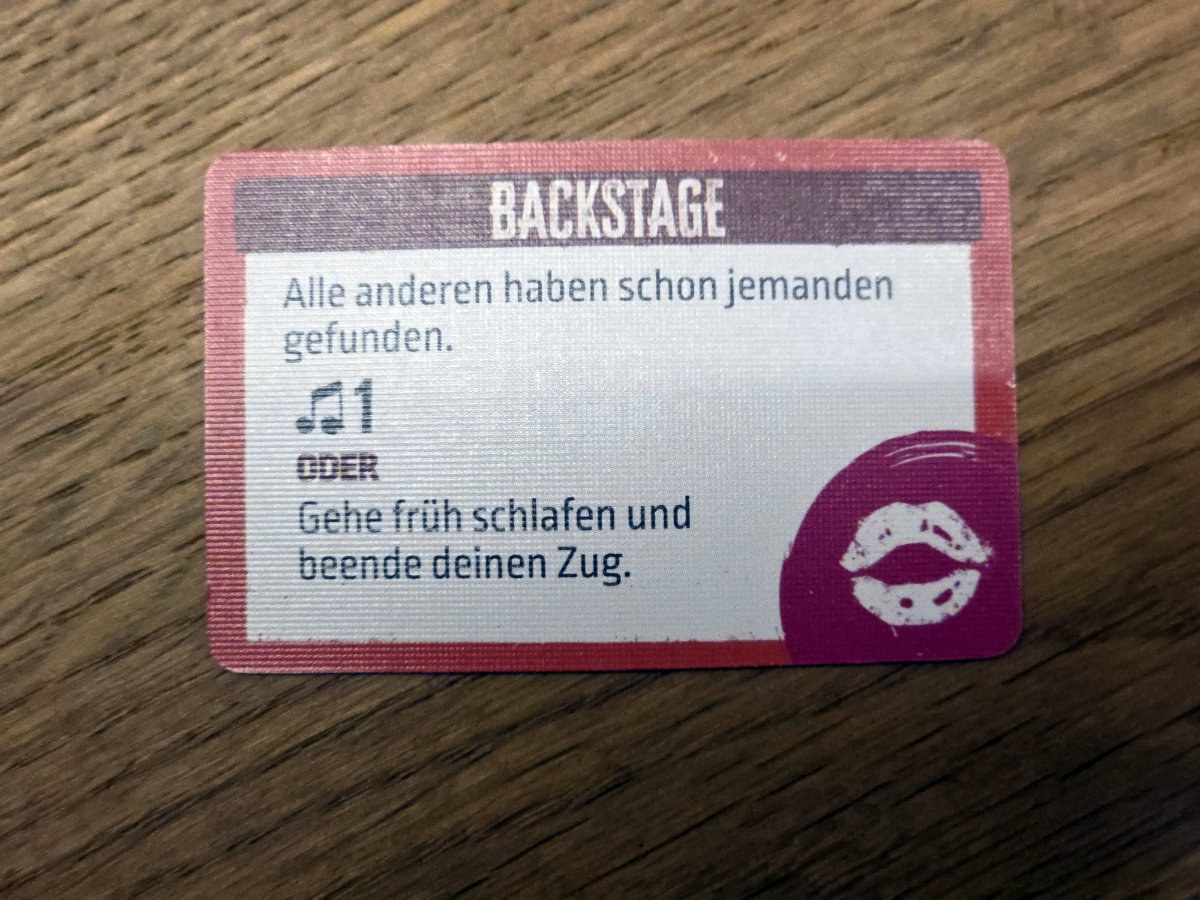 BACKSTAGE
Alle anderen haben schon jemanden
gefunden.
♫1
ODER
Gehe früh schlafen und
beende deinen Zug.